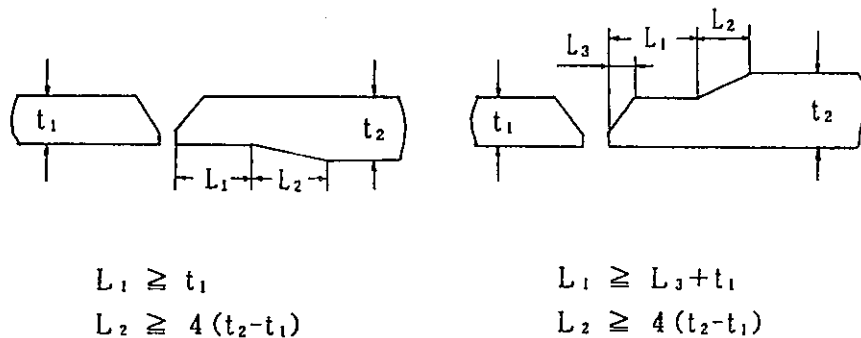 t₁
t₂
L₁
L₂
L₁ ≧ t₁
L₂ ≧ 4(t₂-t₁)
L₃
L₁
L₂
t₁
t₂
L₁ ≧ L₃+t₁
L₂ ≧ 4(t₂-t₁)